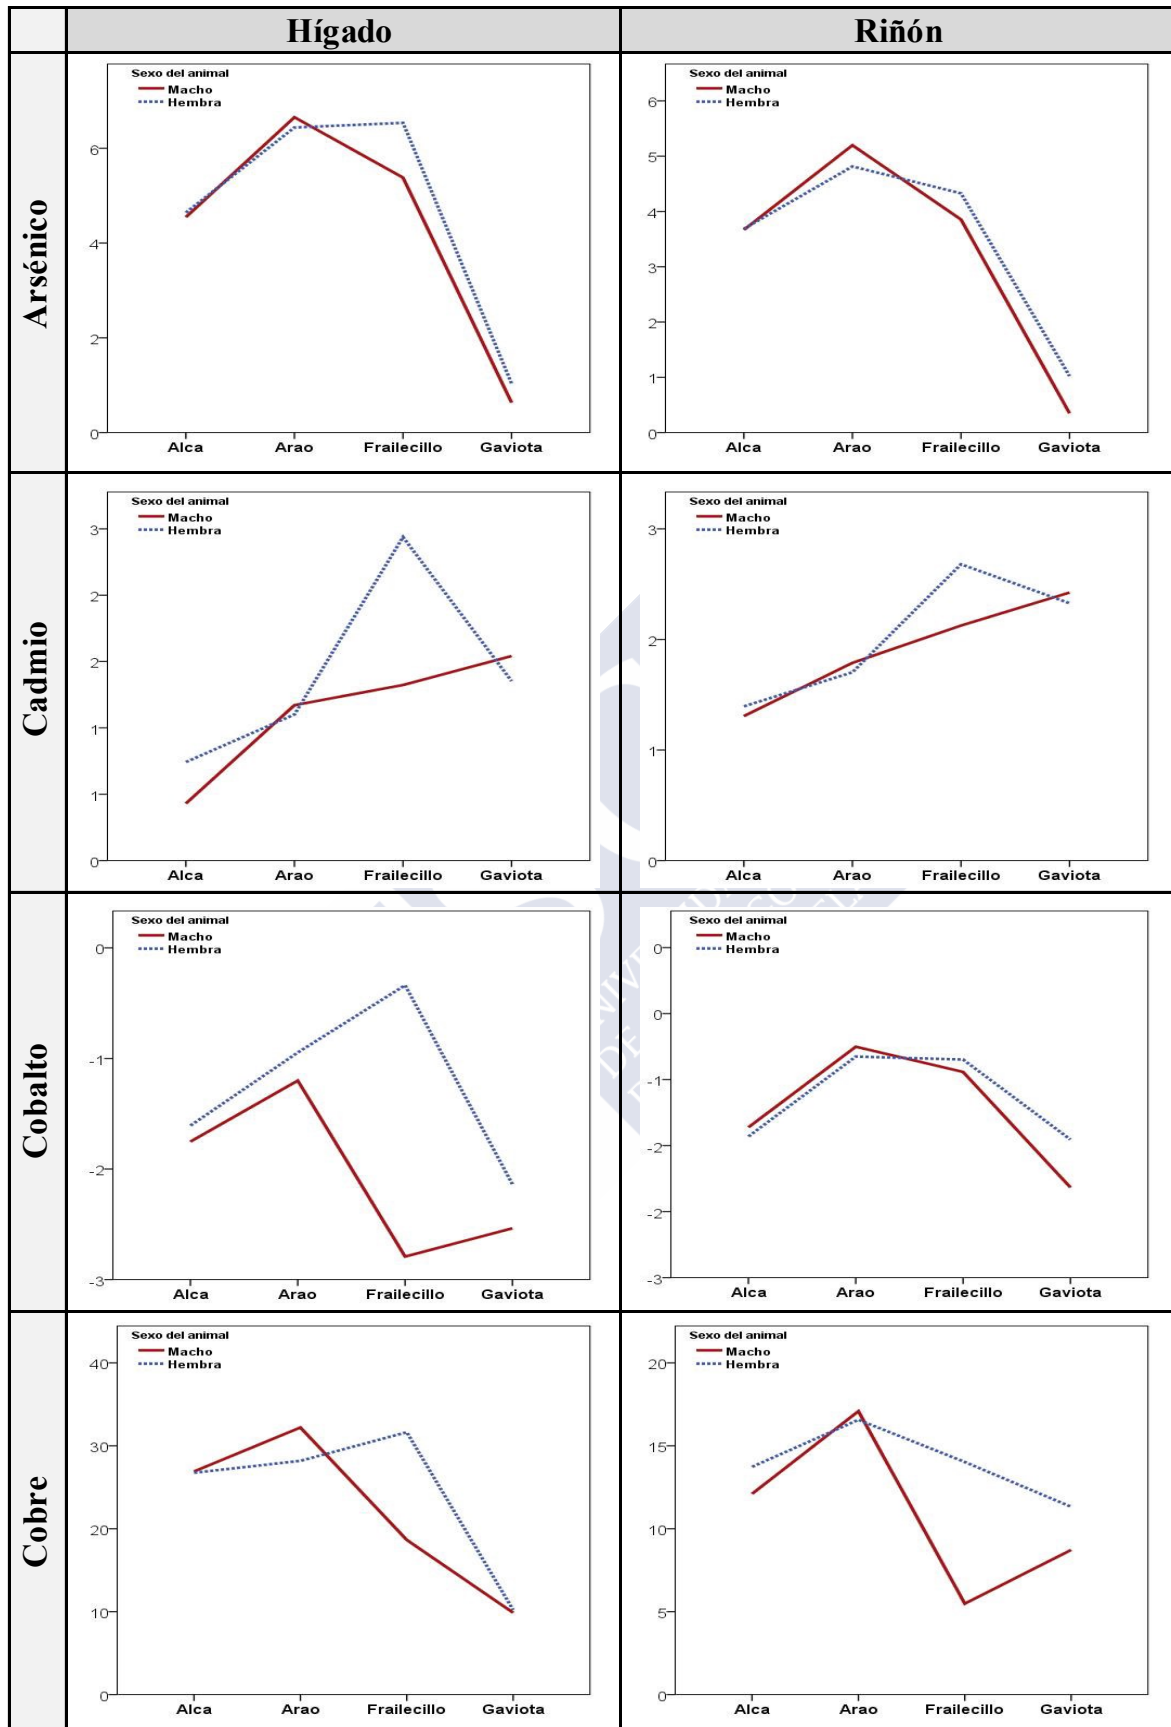 Hígado
Riñón
Arsénico
Sexo del animal
Macho
Hembra
6
4
2
0
Alca Arao Frailecillo Gaviota
Sexo del animal
Macho
Hembra
6
5
4
3
2
1
0
Alca Arao Frailecillo Gaviota
Cadmio
Sexo del animal
Macho
Hembra
3
2
2
1
1
0
Alca Arao Frailecillo Gaviota
Sexo del animal
Macho
Hembra
3
2
1
0
Alca Arao Frailecillo Gaviota
Cobalto
Sexo del animal
Macho
Hembra
0
-1
-2
-3
Alca Arao Frailecillo Gaviota
Sexo del animal
Macho
Hembra
0
0
-1
-2
-2
-3
Alca Arao Frailecillo Gaviota
Cobre
Sexo del animal
Macho
Hembra
40
30
20
10
0
Alca Arao Frailecillo Gaviota
Sexo del animal
Macho
Hembra
20
15
10
5
0
Alca Arao Frailecillo Gaviota